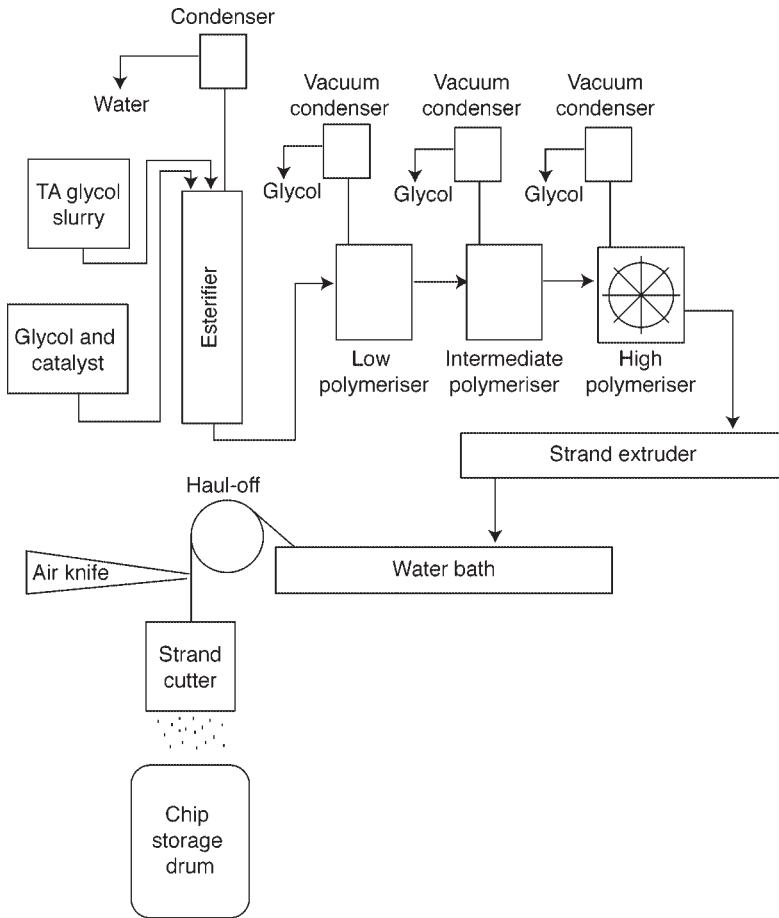 Condenser
Water
Vacuum
condenser
Vacuum
condenser
Vacuum
condenser
Glycol
Glycol
Glycol
TA glycol
slurry
Glycol and
catalyst
Esterifier
Low
polymeriser
Intermediate
polymeriser
High
polymeriser
Strand extruder
Haul-off
Air knife
Water bath
Strand
cutter
Chip
storage
drum